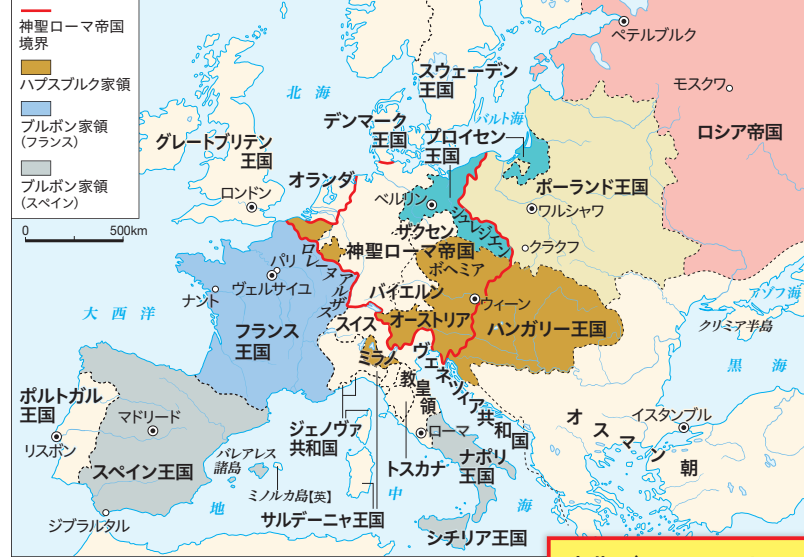 神聖ローマ帝国
境界
ハプスブルク家領
ブルボン家領
(フランス)
ブルボン家領
(スペイン)
0 500km
北海
グレートブリテン
王国
ロンドン
オランダ
デンマーク
王国
スウェーデン
王国
バルト海
プロイセン
王国
ペテルブルク
モスクワ
ロシア帝国
ポーランド王国
ワルシャワ
クラクフ
ベルリン
シュレジエン
ザクセン
神聖ローマ帝国
ボヘミア
バイエルン
ウィーン
オーストリア
ハンガリー王国
スイス
ミラノ
ロレーヌ
アルザス
パリ
ヴェルサイユ
ナント
フランス
王国
大西洋
ポルトガル
王国
リスボン
マドリード
スペイン王国
ジブラルタル
バレアレス
諸島
ミノルカ島【英】
ジェノヴァ
共和国
サルデーニャ王国
トスカナ
教皇領
ローマ
ヴェネツィア共和国
ナポリ
王国
シチリア王国
地中海
オスマン朝
イスタンブル
黒海
クリミア半島
アゾフ海